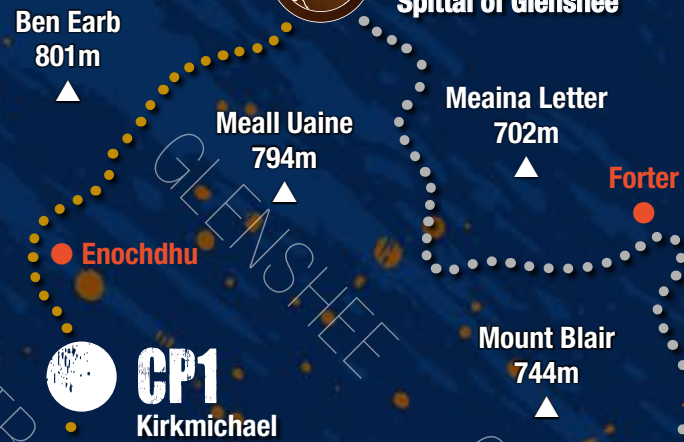 Spittal of Glenshee
Ben Earb
801m
Meaina Letter
702m
Meall Uaine
794m
Forter
GLENSHEE
Enochdhu
Mount Blair
744m
CP1
Kirkmichael